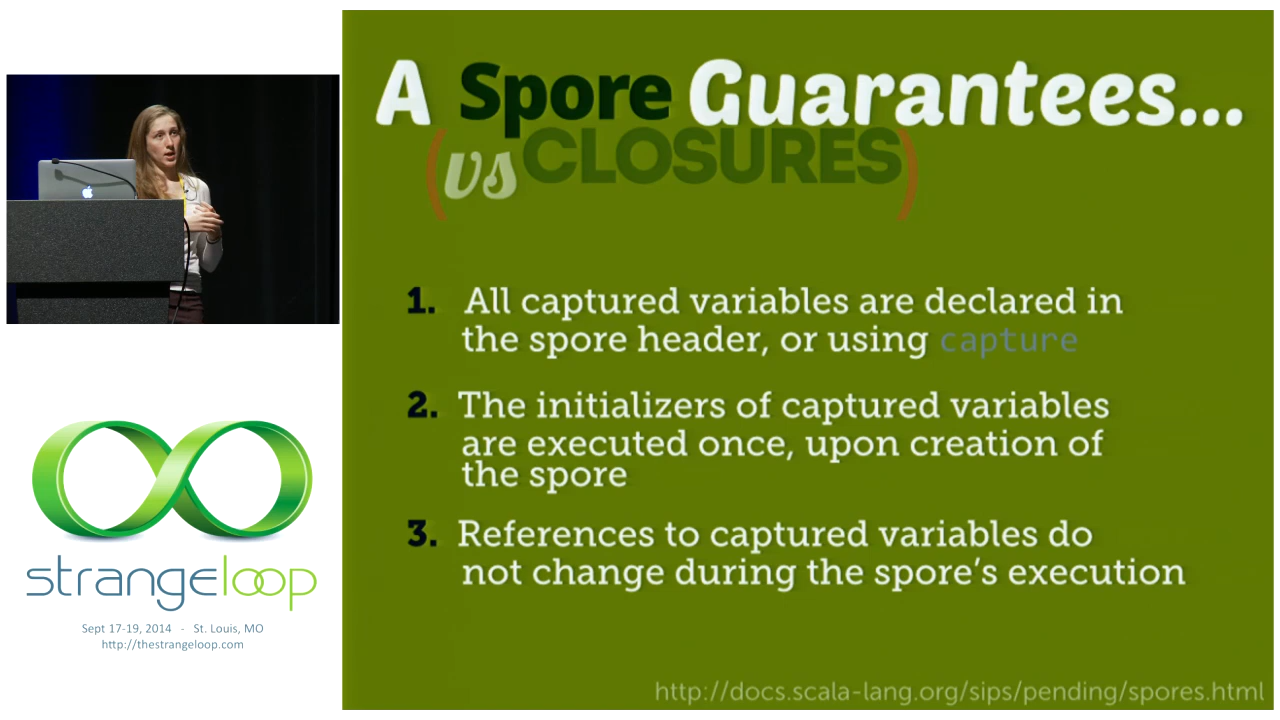 A Spore Guarantees...
(vs CLOSURES)
1. All captured variables are declared in
the spore header, or using capture
2. The initializers of captured variables
are executed once, upon creation of
the spore
3. References to captured variables do
not change during the spore's execution
http://docs.scala-lang.org/sips/pending/spores.html
strangeloop
Sept 17-19, 2014 - St. Louis, MO
http://thestrangeloop.com